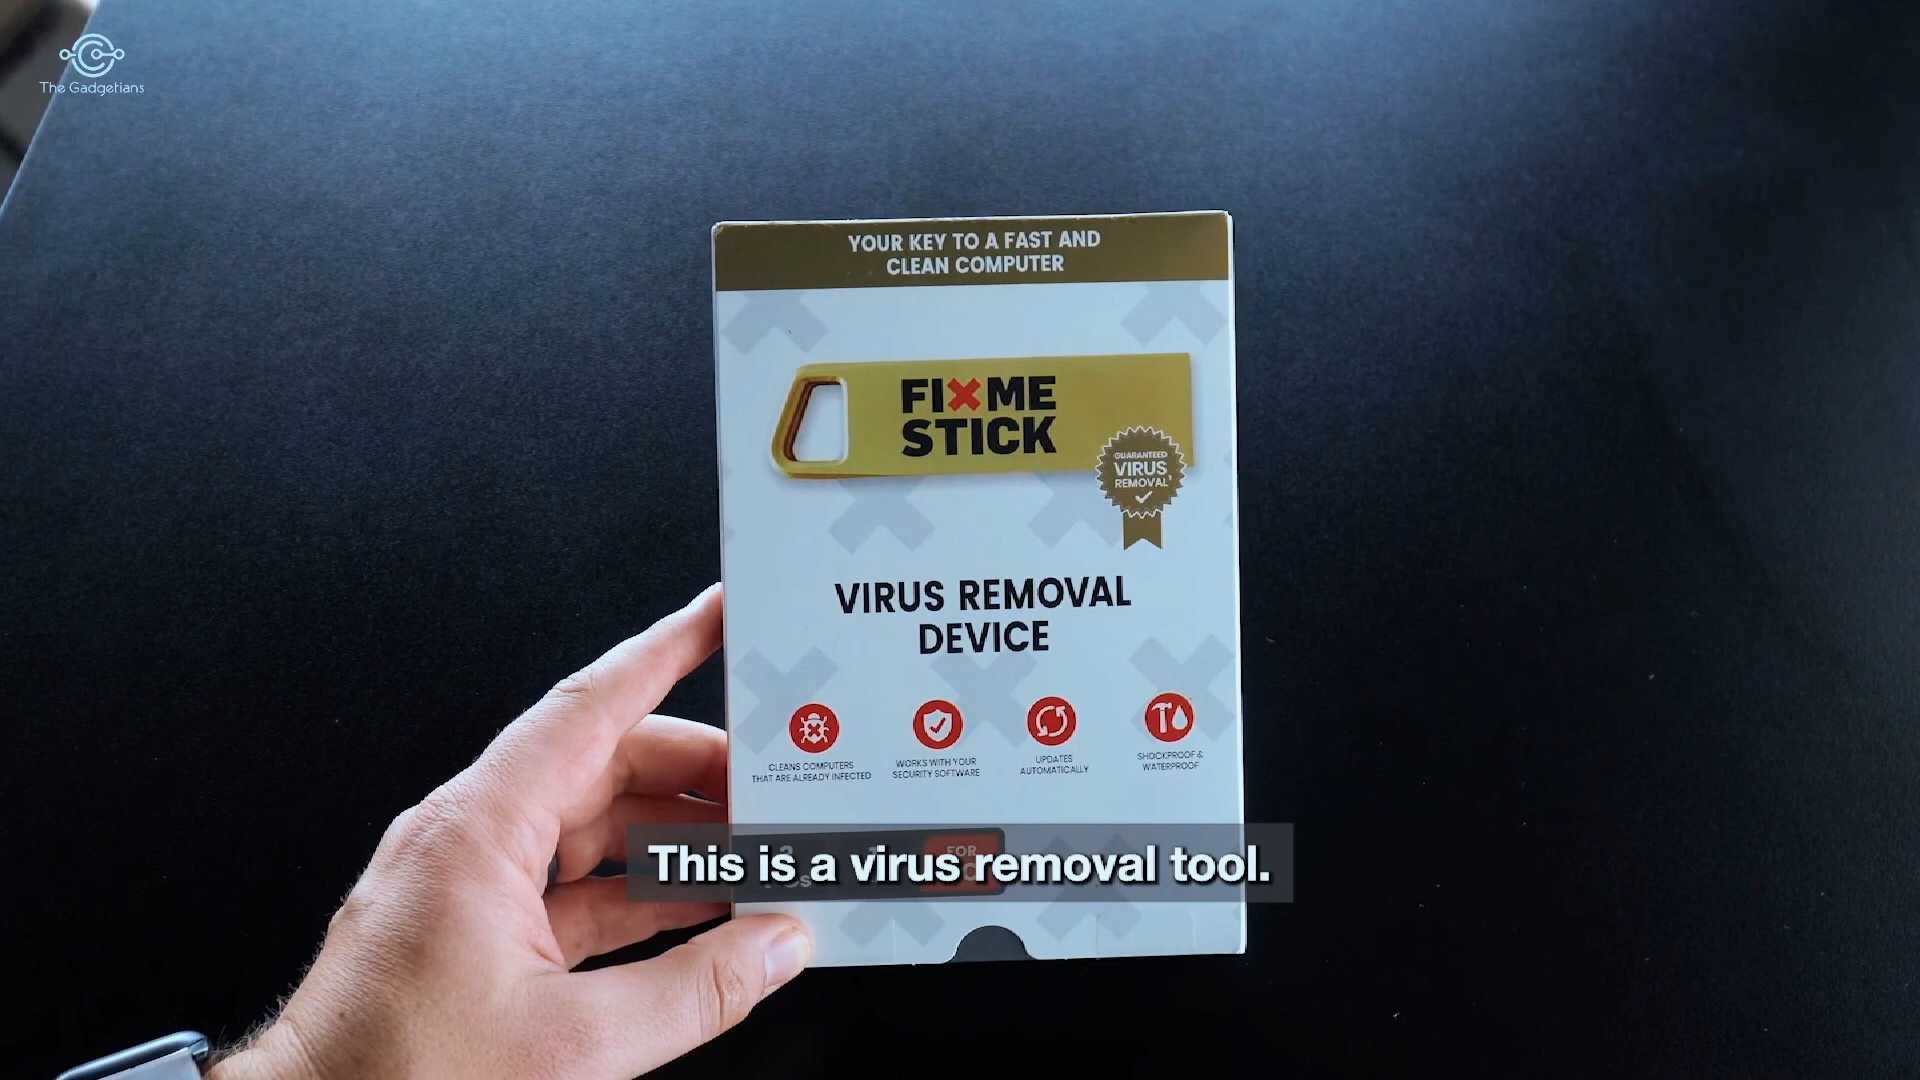 The Gadgetians
YOUR KEY TO A FAST AND
CLEAN COMPUTER
FIXME
STICK
GUARANTEED
VIRUS
REMOVAL
VIRUS REMOVAL
DEVICE
CLEANS COMPUTERS
THAT ARE ALREADY INFECTED
WORKS WITH YOUR
SECURITY SOFTWARE
UPDATES
AUTOMATICALLY
SHOCKPROOF &
WATERPROOF
FOR
This is a virus removal tool.